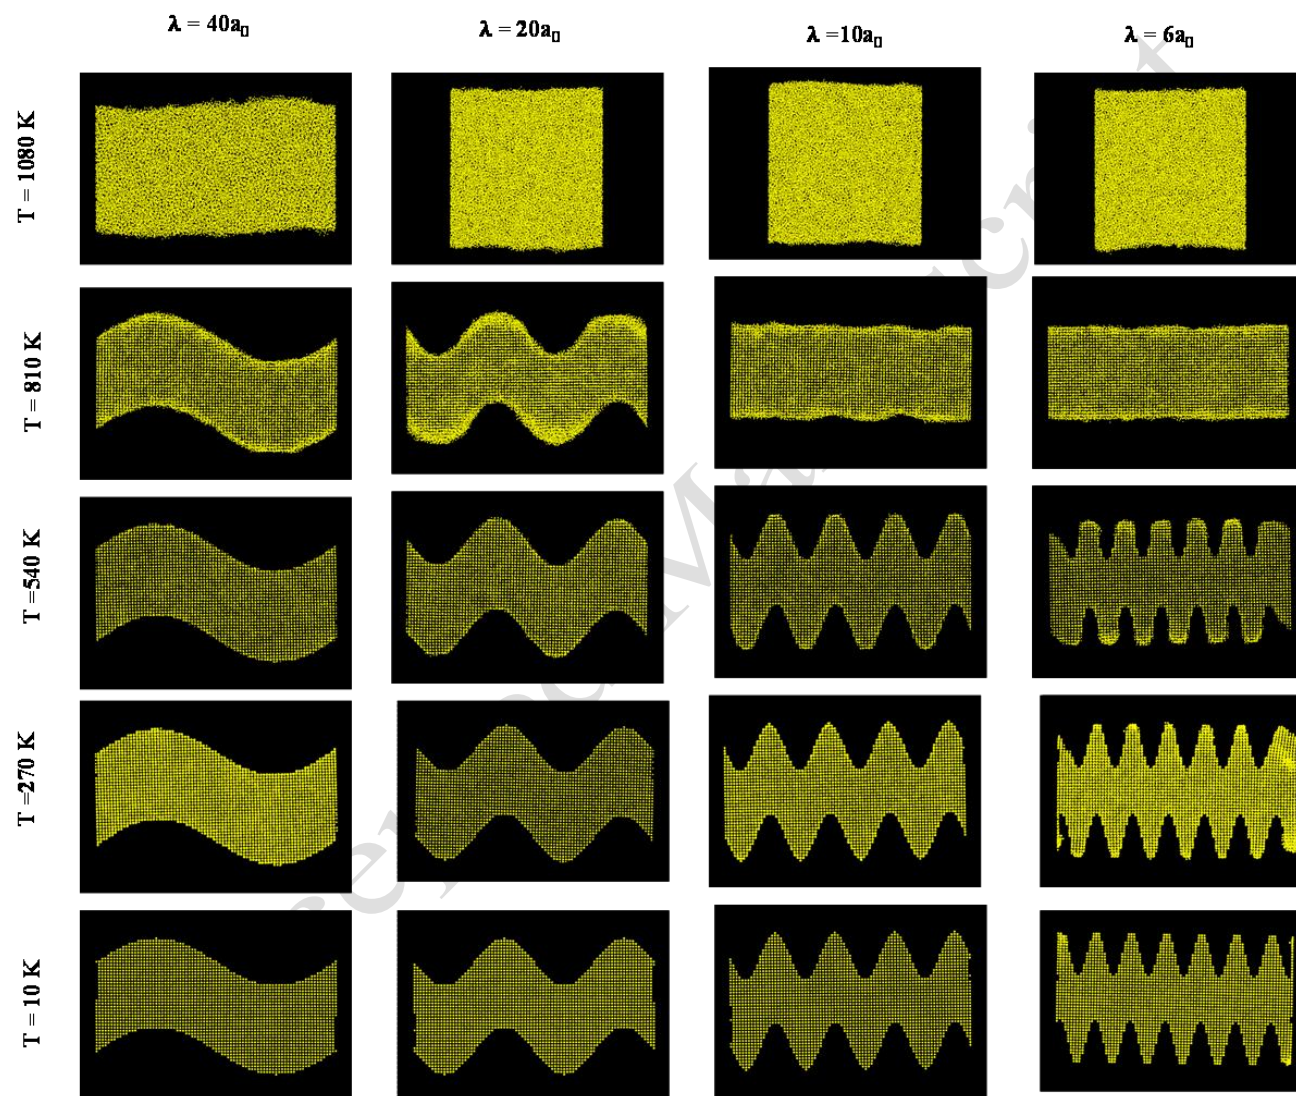 λ = 40a▯
λ = 20a▯
λ =10a▯
λ = 6a▯
T = 1080 K
T = 810 K
T =540 K
T =270 K
T = 10 K